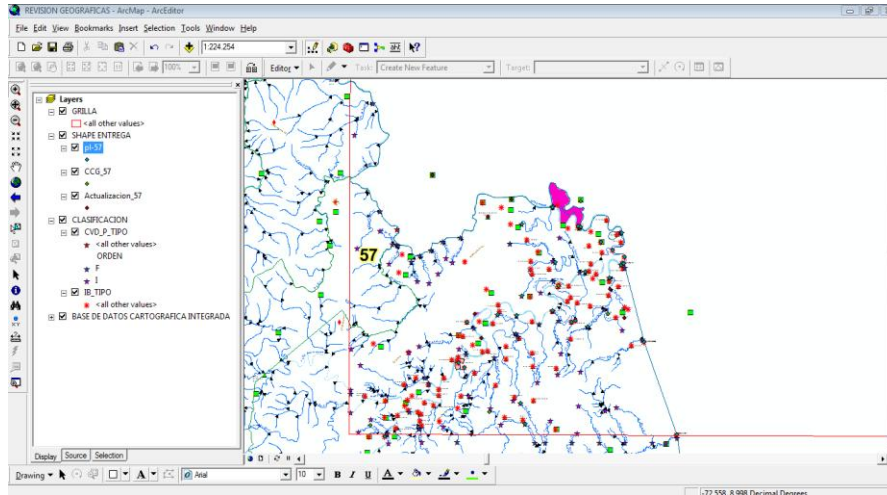 REVISION GEOGRAFICAS - ArcMap - ArcEditor
File Edit View Bookmarks Insert Selection Tools Window Help
1:224.254
100% Editor Task: Create New Feature Target:
Layers
GRILLA
<all other values>
SHAPE ENTREGA
pl-57
CCG_57
Actualizacion_57
CLASIFICACION
CVD_P_TIPO
<all other values>
ORDEN
F
I
IB_TIPO
<all other values>
BASE DE DATOS CARTOGRAFICA INTEGRADA
57
Display Source Selection
Drawing A Arial 10 B I U A
-72.558 8.998 Decimal Degrees